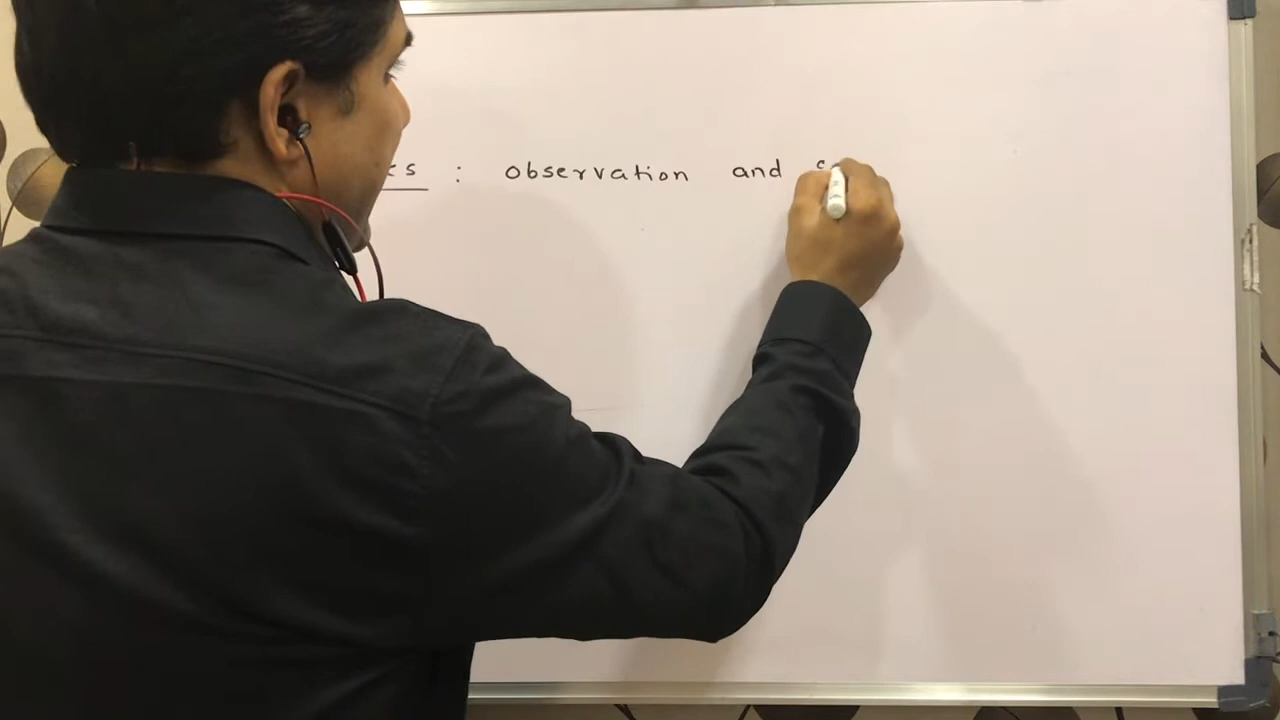 : observation and